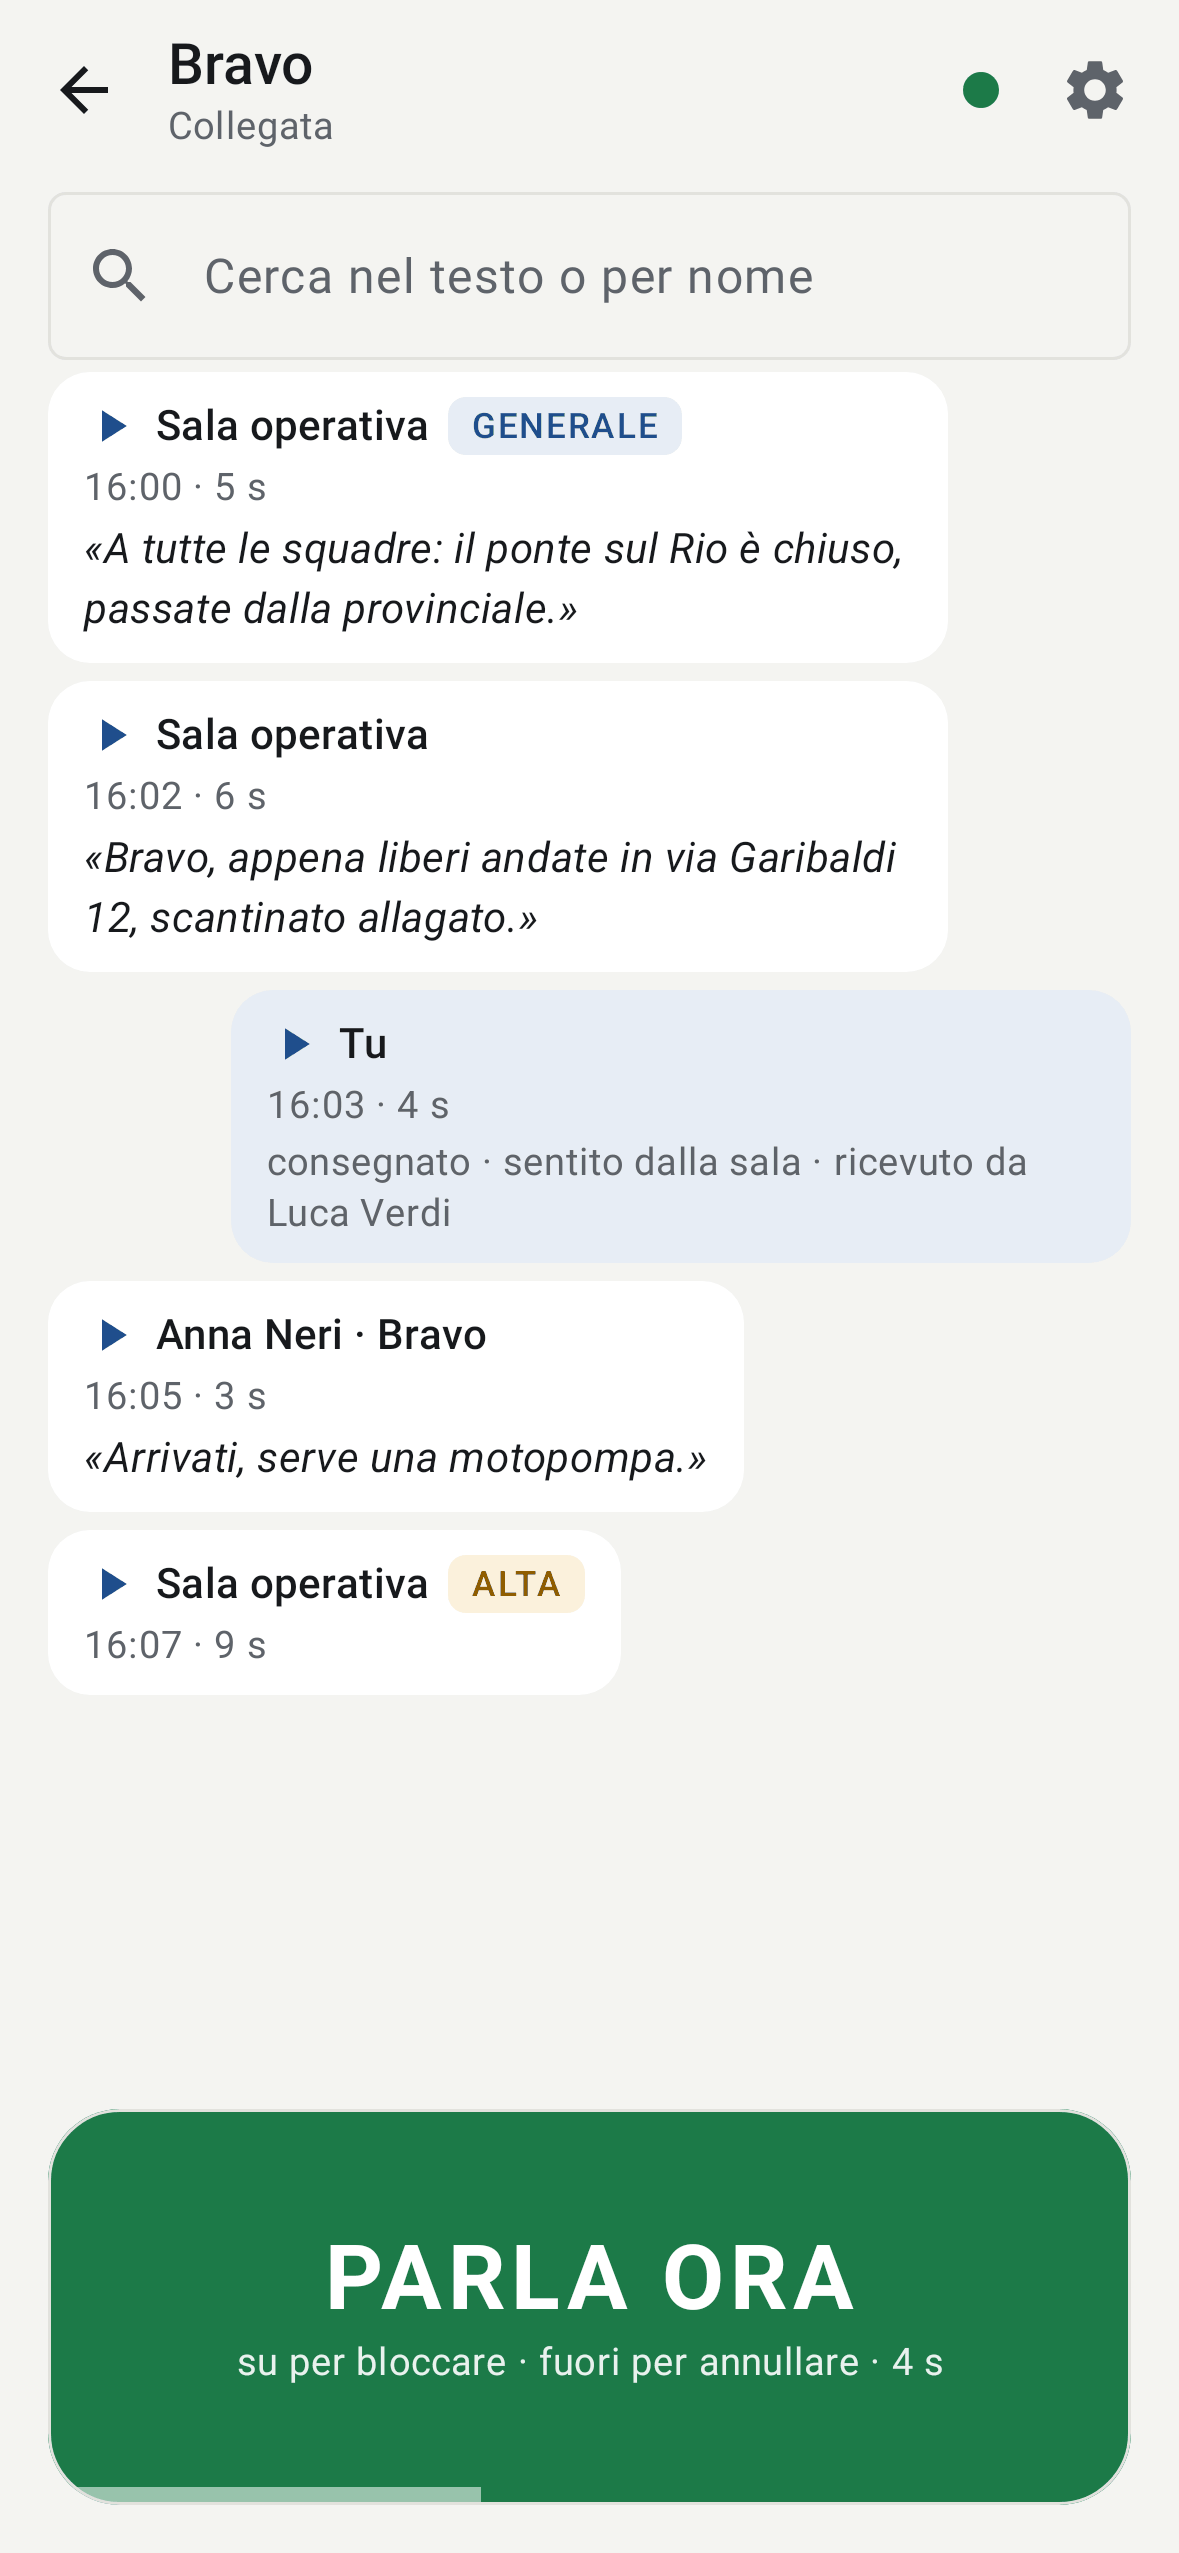 Bravo
Collegata
Cerca nel testo o per nome
Sala operativa GENERALE
16:00 · 5 s
«A tutte le squadre: il ponte sul Rio è chiuso,
passate dalla provinciale.»
Sala operativa
16:02 · 6 s
«Bravo, appena liberi andate in via Garibaldi
12, scantinato allagato.»
Tu
16:03 · 4 s
consegnato · sentito dalla sala · ricevuto da
Luca Verdi
Anna Neri · Bravo
16:05 · 3 s
«Arrivati, serve una motopompa.»
Sala operativa ALTA
16:07 · 9 s
PARLA ORA
su per bloccare · fuori per annullare · 4 s